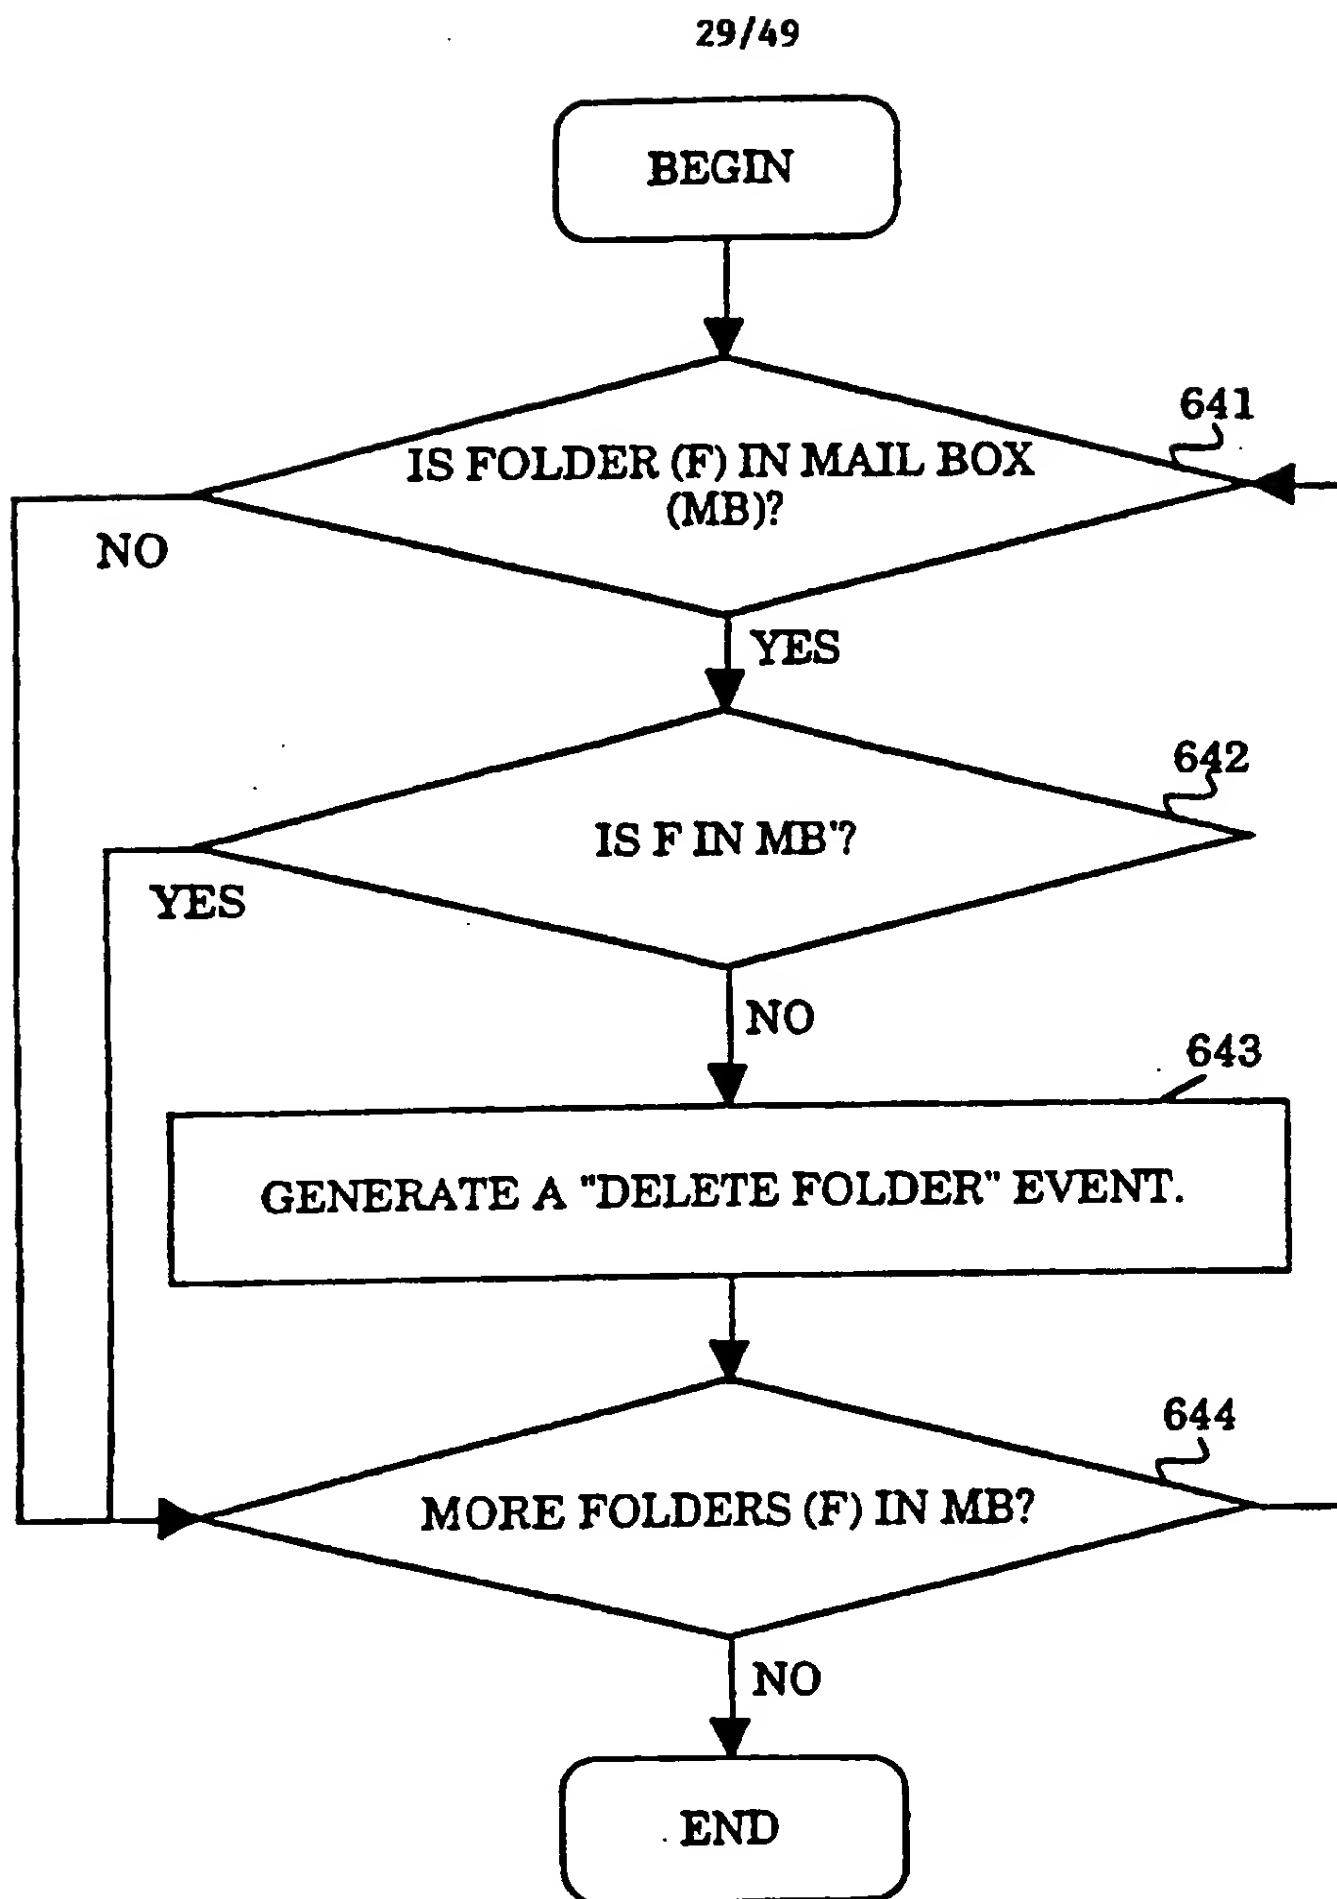 29/49
BEGIN
641
IS FOLDER (F) IN MAIL BOX
(MB)?
NO
YES
642
IS F IN MB'?
YES
NO
643
GENERATE A "DELETE FOLDER" EVENT.
644
MORE FOLDERS (F) IN MB?
NO
END